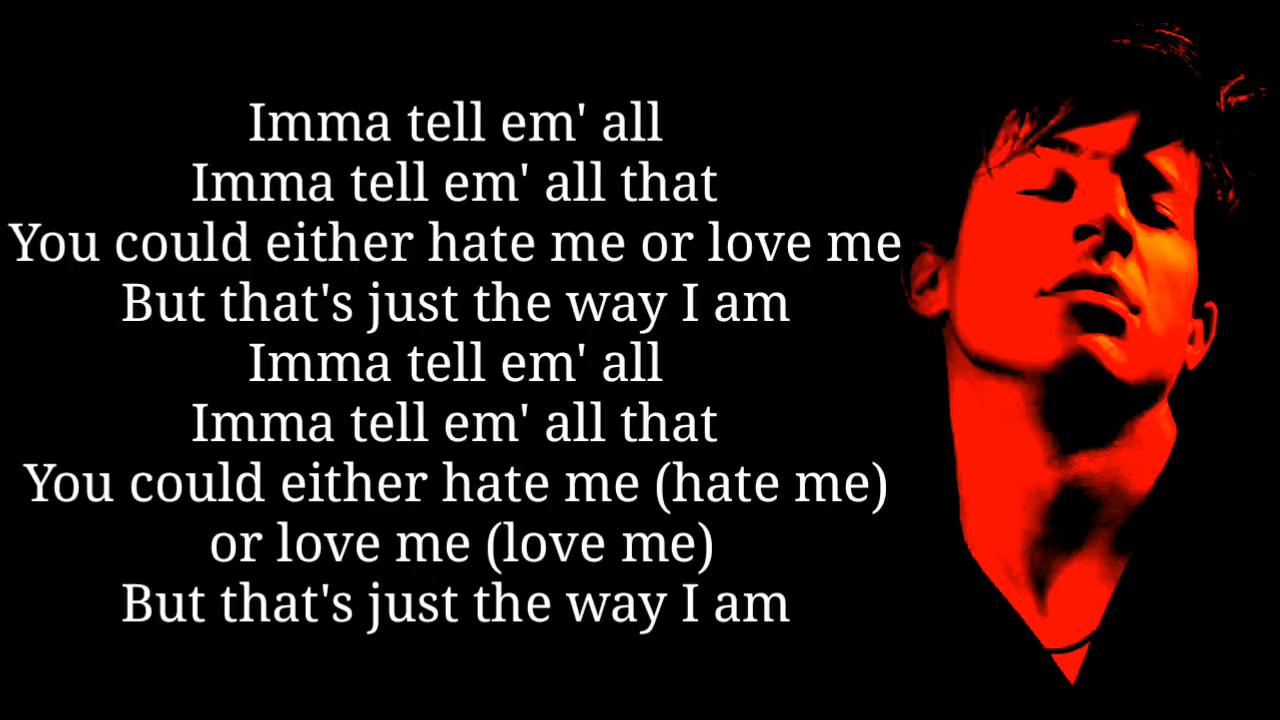 Imma tell em' all
Imma tell em' all that
You could either hate me or love me
But that's just the way I am
Imma tell em' all
Imma tell em' all that
You could either hate me (hate me)
or love me (love me)
But that's just the way I am